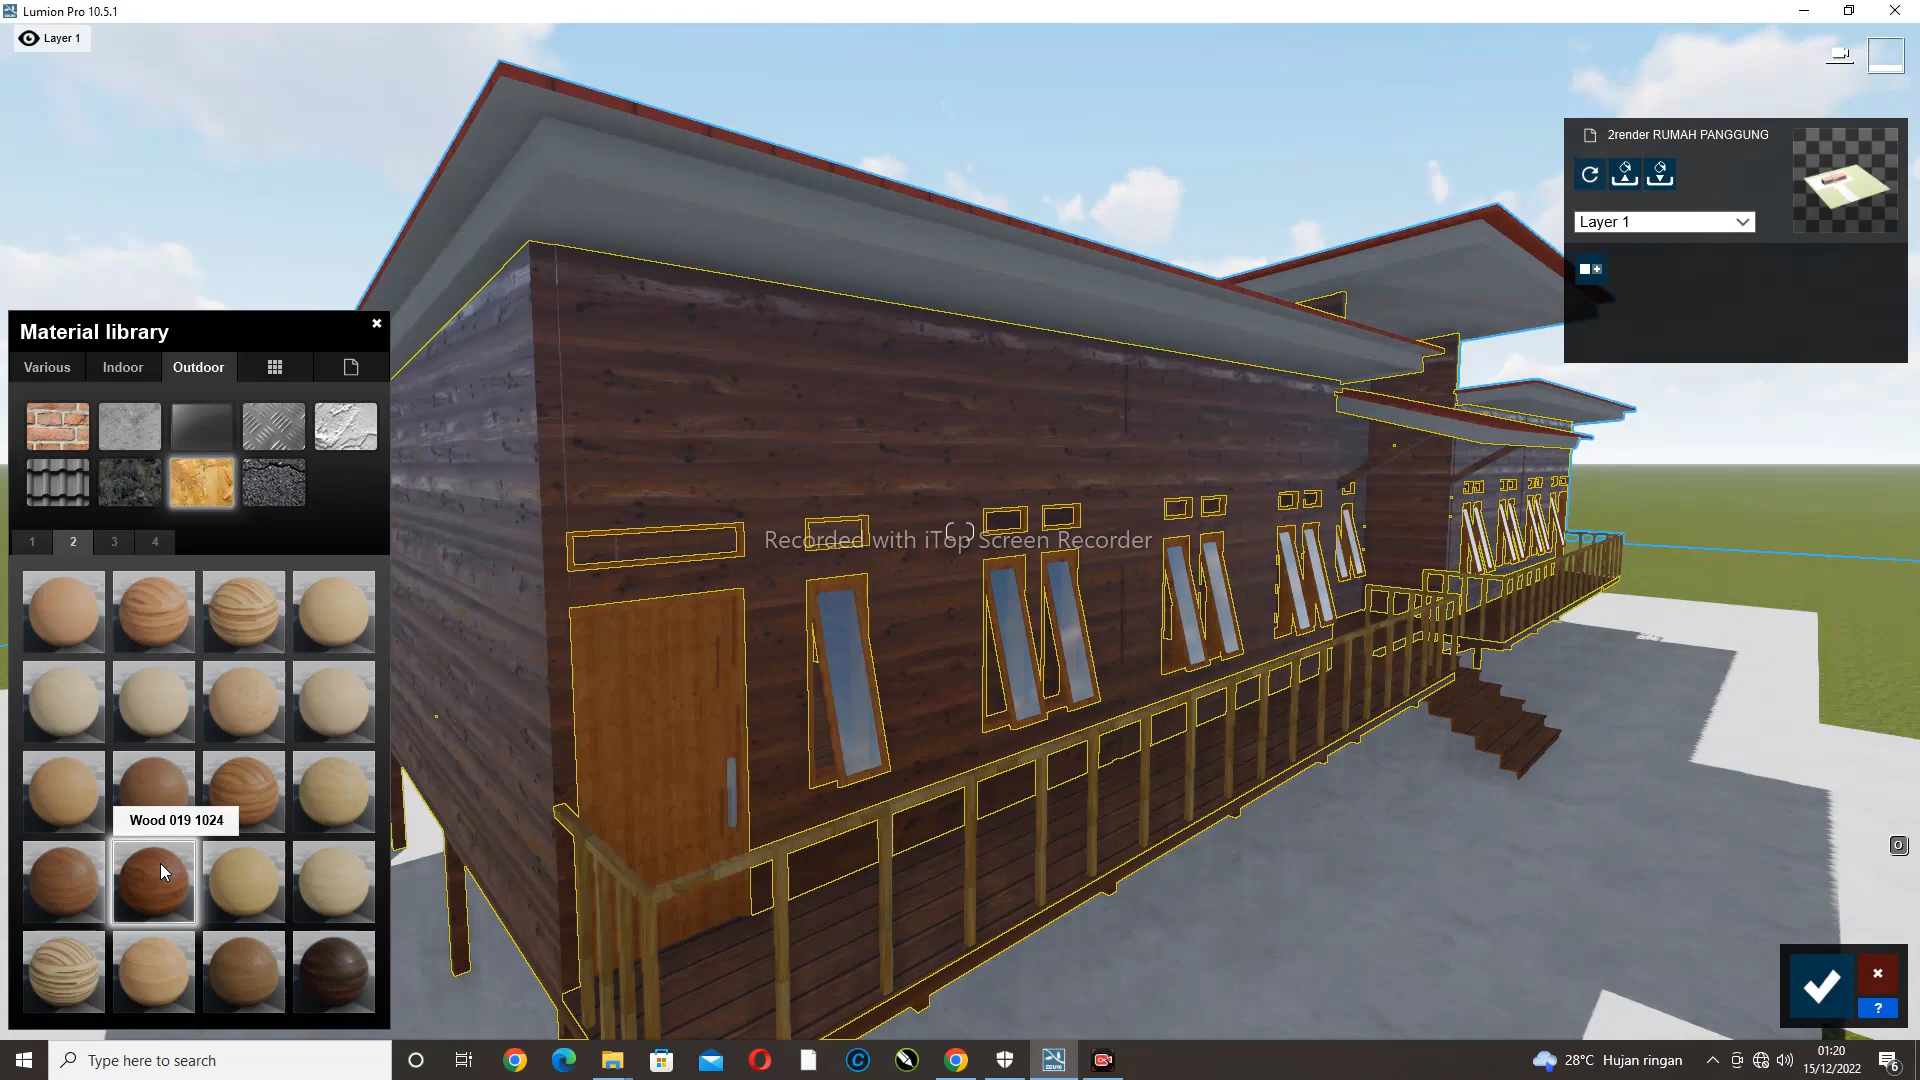 Lumion Pro 10.5.1
Layer 1
2render RUMAH PANGGUNG
Layer 1
Material library
Various
Indoor
Outdoor
1
2
3
4
Recorded with iTop Screen Recorder
Wood 019 1024
O
?
Type here to search
28°C Hujan ringan
01:20
15/12/2022
6